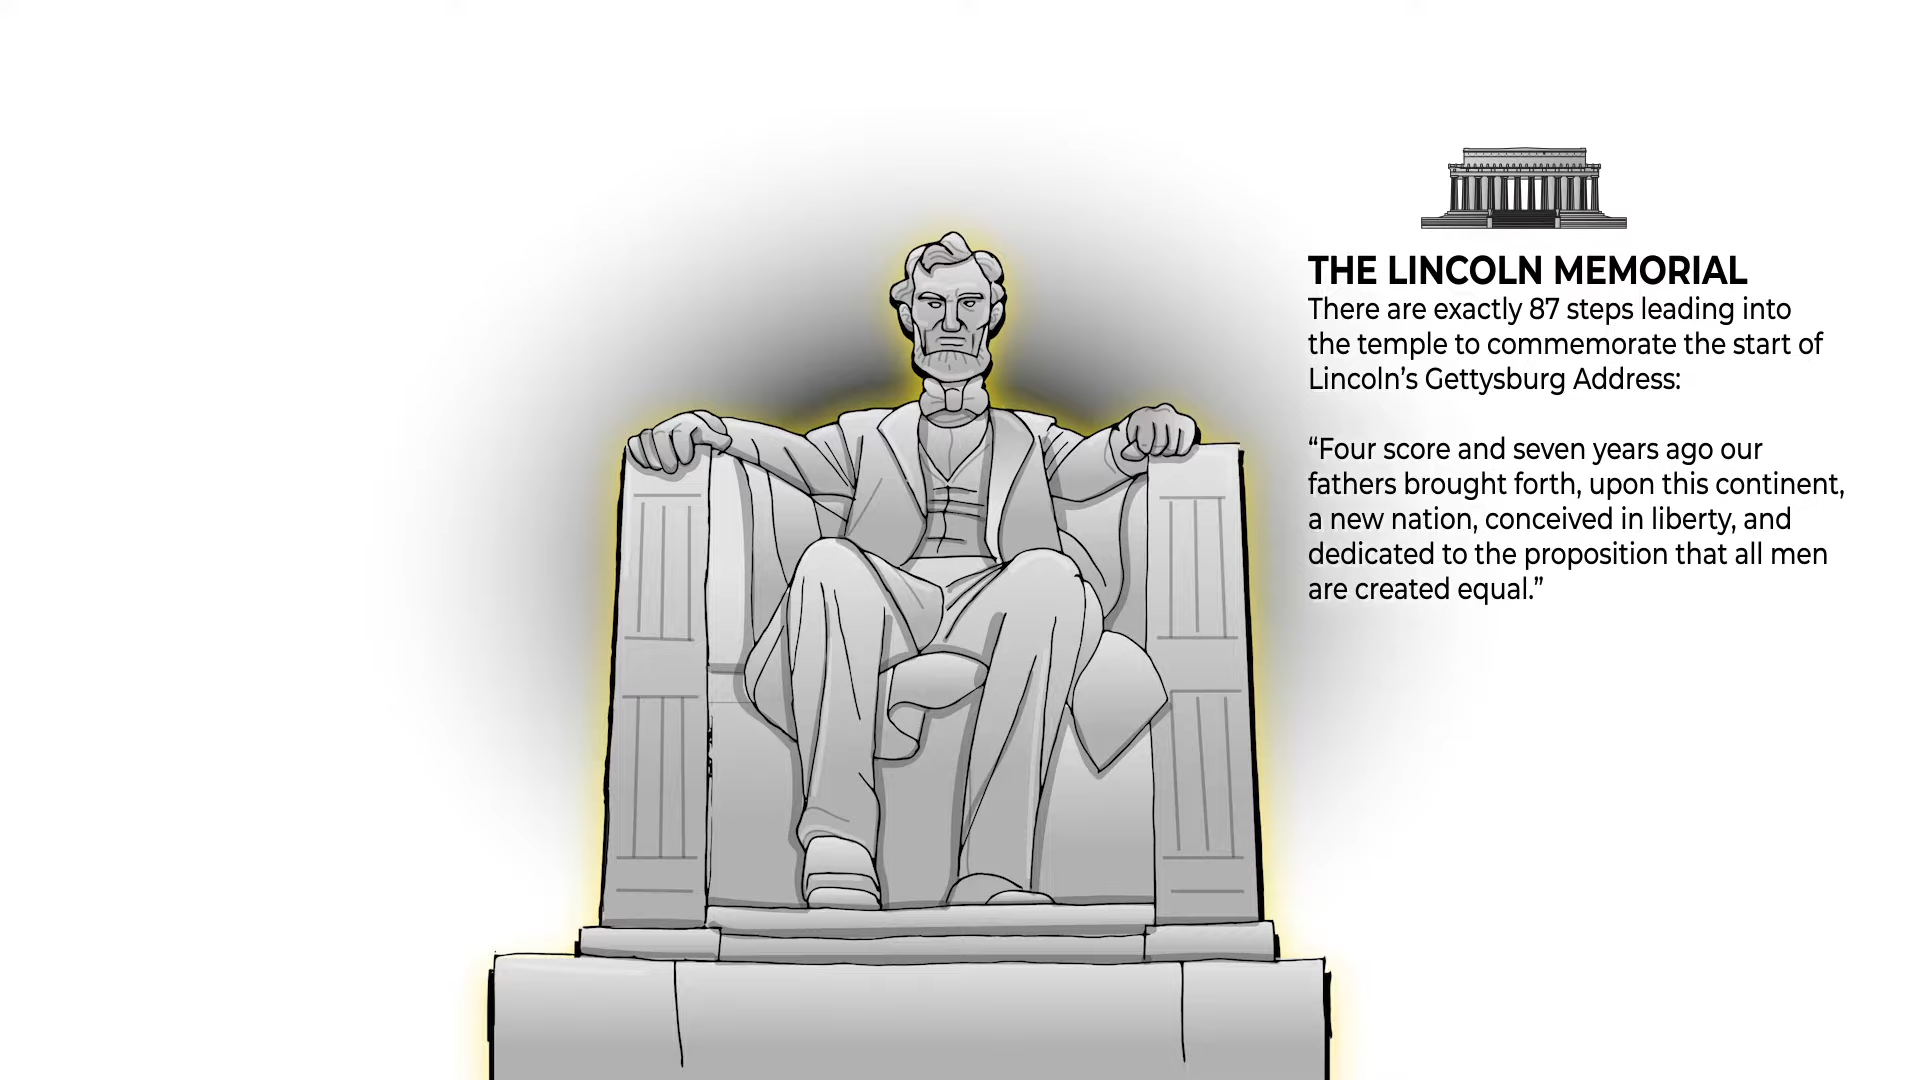 THE LINCOLN MEMORIAL
There are exactly 87 steps leading into
the temple to commemorate the start of
Lincoln’s Gettysburg Address:
“Four score and seven years ago our
fathers brought forth, upon this continent,
a new nation, conceived in liberty, and
dedicated to the proposition that all men
are created equal.”